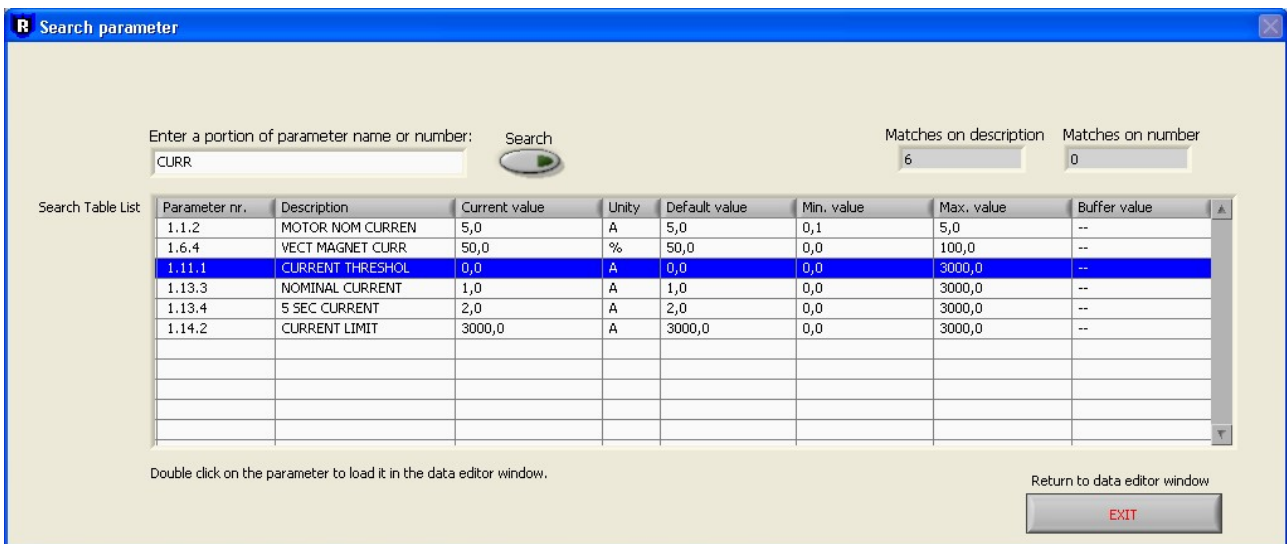 R Search parameter
Enter a portion of parameter name or number: Search Matches on description Matches on number
CURR 6 0
Search Table List Parameter nr. Description Current value Unity Default value Min. value Max. value Buffer value
1.1.2 MOTOR NOM CURREN 5,0 A 5,0 0,1 5,0 --
1.6.4 VECT MAGNET CURR 50,0 % 50,0 0,0 100,0 --
1.11.1 CURRENT THRESHOL 0,0 A 0,0 0,0 3000,0 --
1.13.3 NOMINAL CURRENT 1,0 A 1,0 0,0 3000,0 --
1.13.4 5 SEC CURRENT 2,0 A 2,0 0,0 3000,0 --
1.14.2 CURRENT LIMIT 3000,0 A 3000,0 0,0 3000,0 --
Double click on the parameter to load it in the data editor window.
Return to data editor window
EXIT